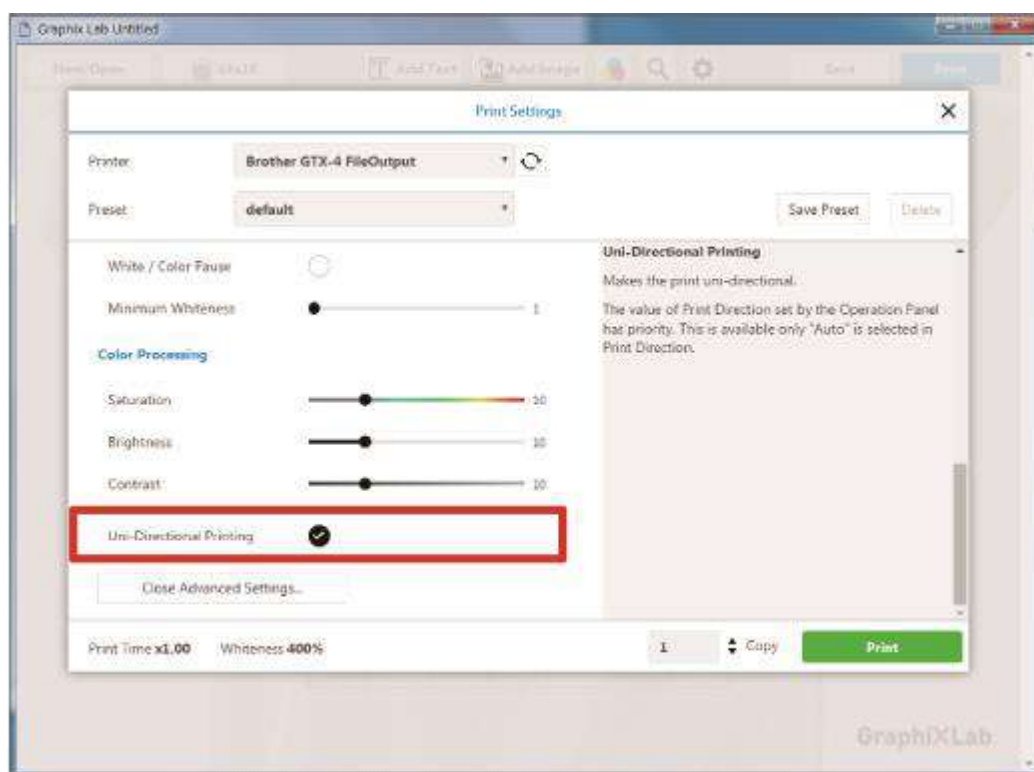 Graphix Lab Untitled
Add Text Add Image
Print Settings
Printer Brother GTX-4 FileOutput
Preset default Save Preset Delete
White / Color Pause
Minimum Whiteness 1
Color Processing
Saturation 10
Brightness 10
Contrast 10
Uni-Directional Printing
Close Advanced Settings...
Uni-Directional Printing
Makes the print uni-directional.
The value of Print Direction set by the Operation Panel
has priority. This is available only "Auto" is selected in
Print Direction.
Print Time x1.00 Whiteness 400% 1 Copy Print
GraphiXLab